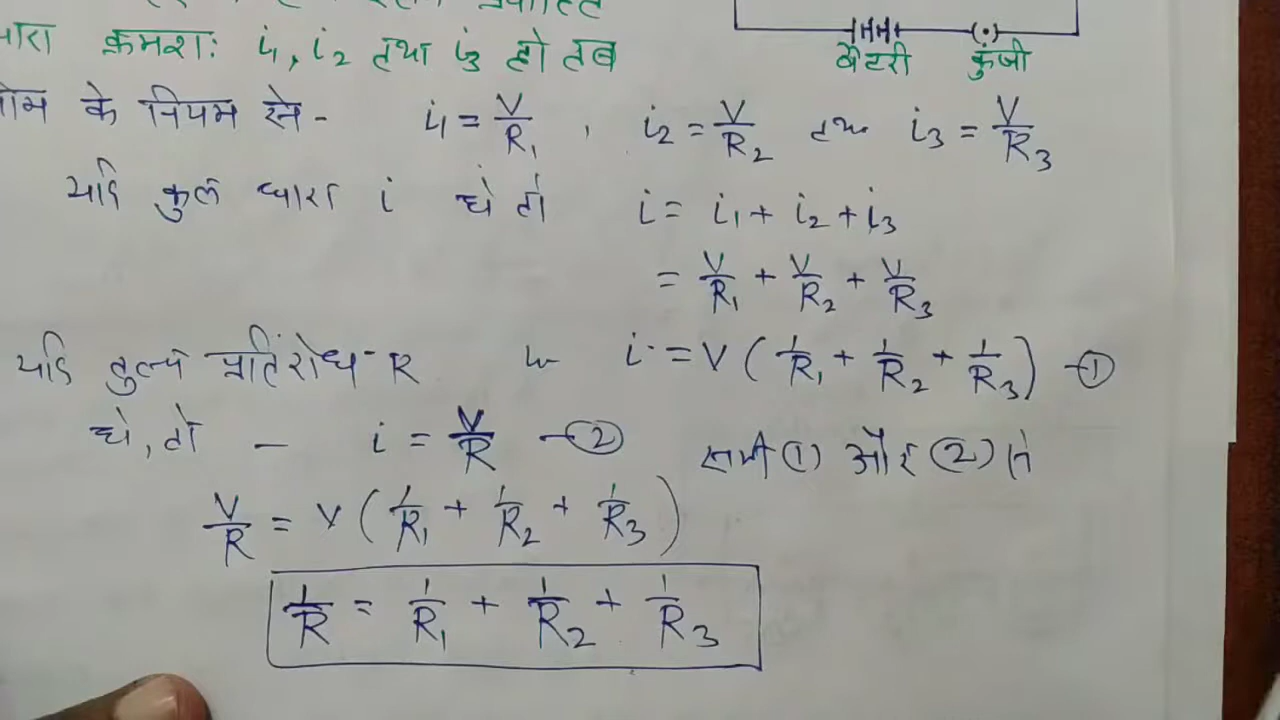 धारा क्रमशः i₁, i₂ तथा i₃ हो तब
बैटरी कुंजी
के नियम से - i₁ = V/R₁ , i₂ = V/R₂ तथा i₃ = V/R₃
यदि कुल धारा i हो तो i = i₁ + i₂ + i₃
= V/R₁ + V/R₂ + V/R₃
यदि तुल्य प्रतिरोध - R i = V ( 1/R₁ + 1/R₂ + 1/R₃ ) - ①
हो, तो - i = V/R - ② समी (1) और (2) से
V/R = V ( 1/R₁ + 1/R₂ + 1/R₃ )
1/R = 1/R₁ + 1/R₂ + 1/R₃